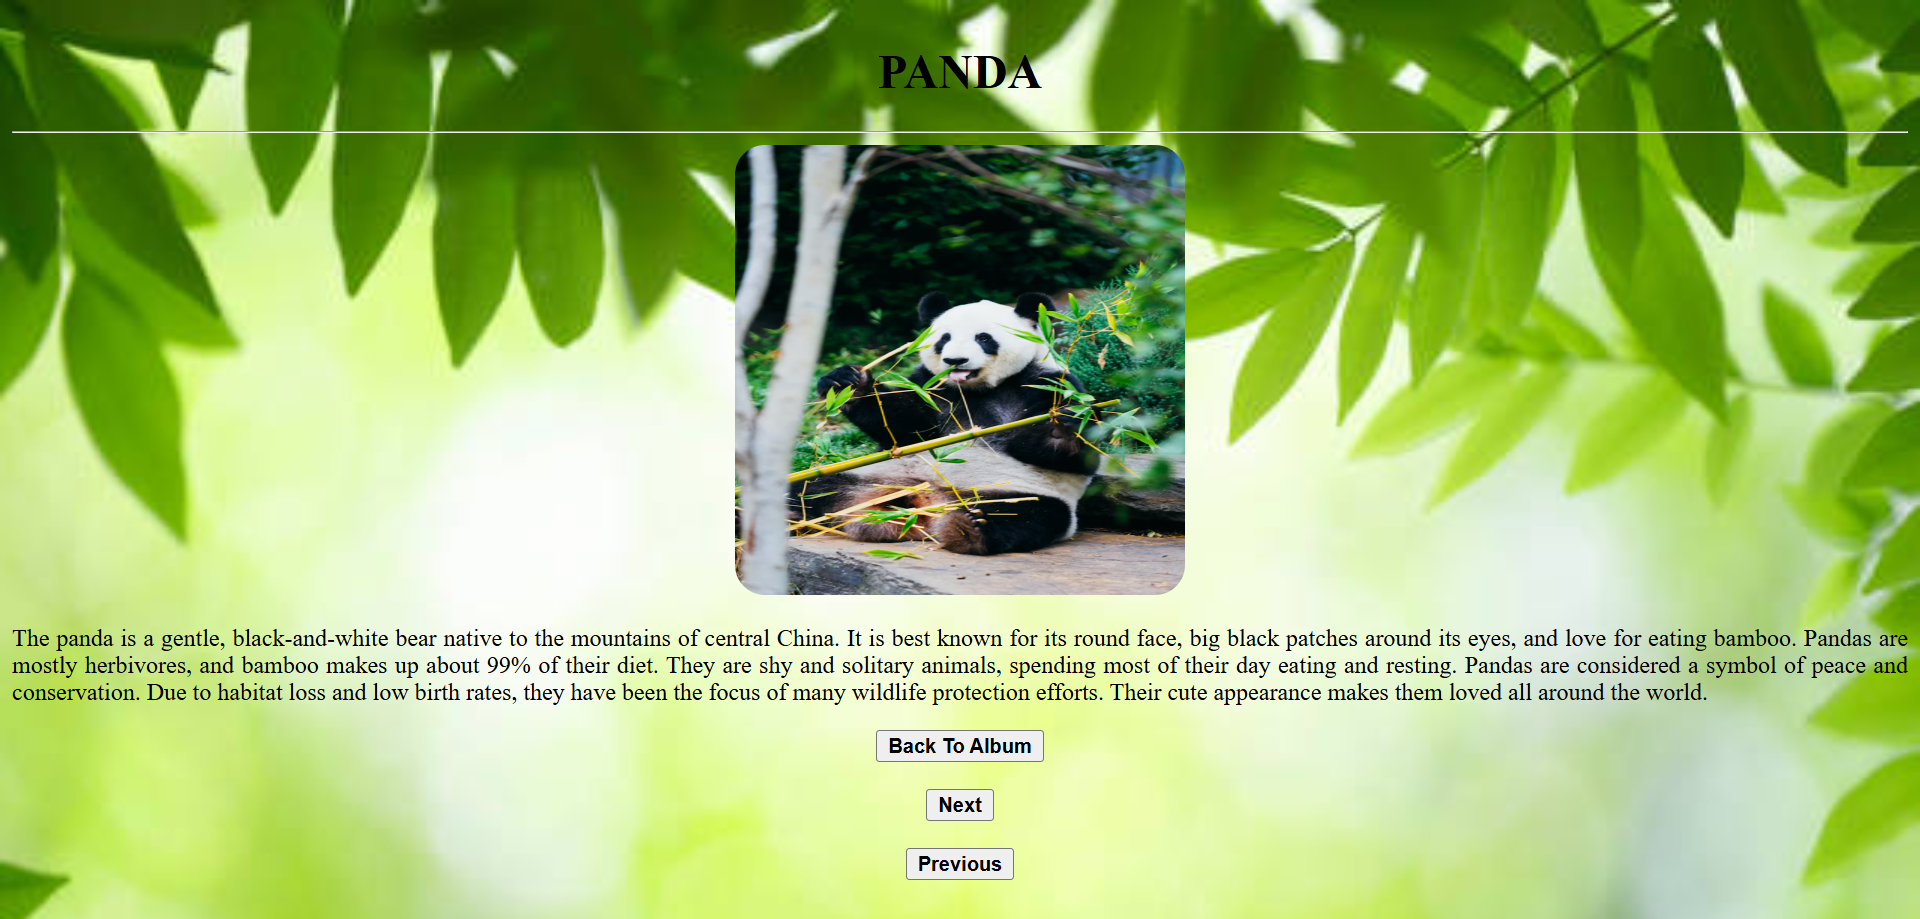 PANDA
The panda is a gentle, black-and-white bear native to the mountains of central China. It is best known for its round face, big black patches around its eyes, and love for eating bamboo. Pandas are
mostly herbivores, and bamboo makes up about 99% of their diet. They are shy and solitary animals, spending most of their day eating and resting. Pandas are considered a symbol of peace and
conservation. Due to habitat loss and low birth rates, they have been the focus of many wildlife protection efforts. Their cute appearance makes them loved all around the world.
Back To Album
Next
Previous